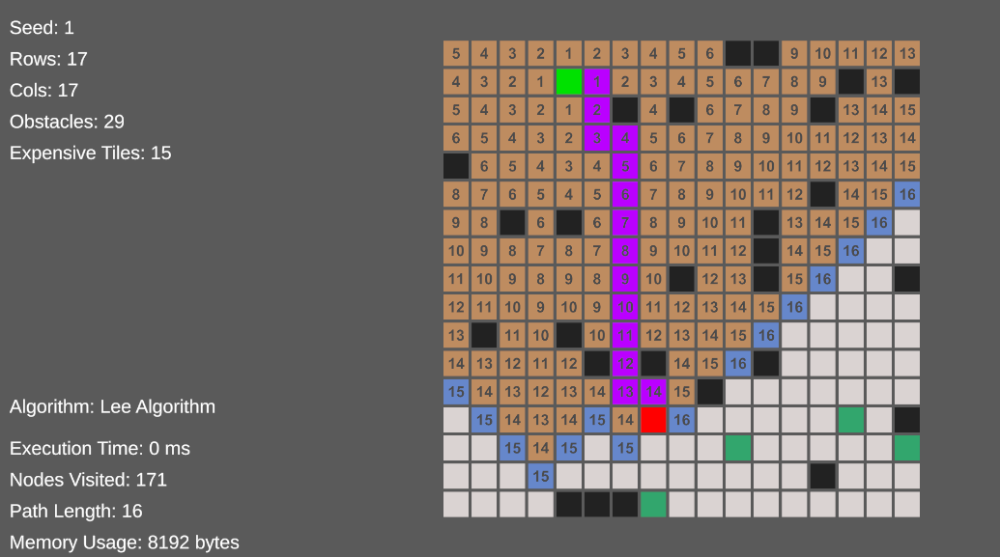 Seed: 1
Rows: 17
Cols: 17
Obstacles: 29
Expensive Tiles: 15
Algorithm: Lee Algorithm
Execution Time: 0 ms
Nodes Visited: 171
Path Length: 16
Memory Usage: 8192 bytes
5 4 3 2 1 2 3 4 5 6 9 10 11 12 13
4 3 2 1 1 2 3 4 5 6 7 8 9 13
5 4 3 2 1 2 4 6 7 8 9 13 14 15
6 5 4 3 2 3 4 5 6 7 8 9 10 11 12 13 14
6 5 4 3 4 5 6 7 8 9 10 11 12 13 14 15
8 7 6 5 4 5 6 7 8 9 10 11 12 14 15 16
9 8 6 6 7 8 9 10 11 13 14 15 16
10 9 8 7 8 7 8 9 10 11 12 14 15 16
11 10 9 8 9 8 9 10 12 13 15 16
12 11 10 9 10 9 10 11 12 13 14 15 16
13 11 10 10 11 12 13 14 15 16
14 13 12 11 12 12 14 15 16
15 14 13 12 13 14 13 14 15
15 14 13 14 15 14 16
15 14 15 15
15